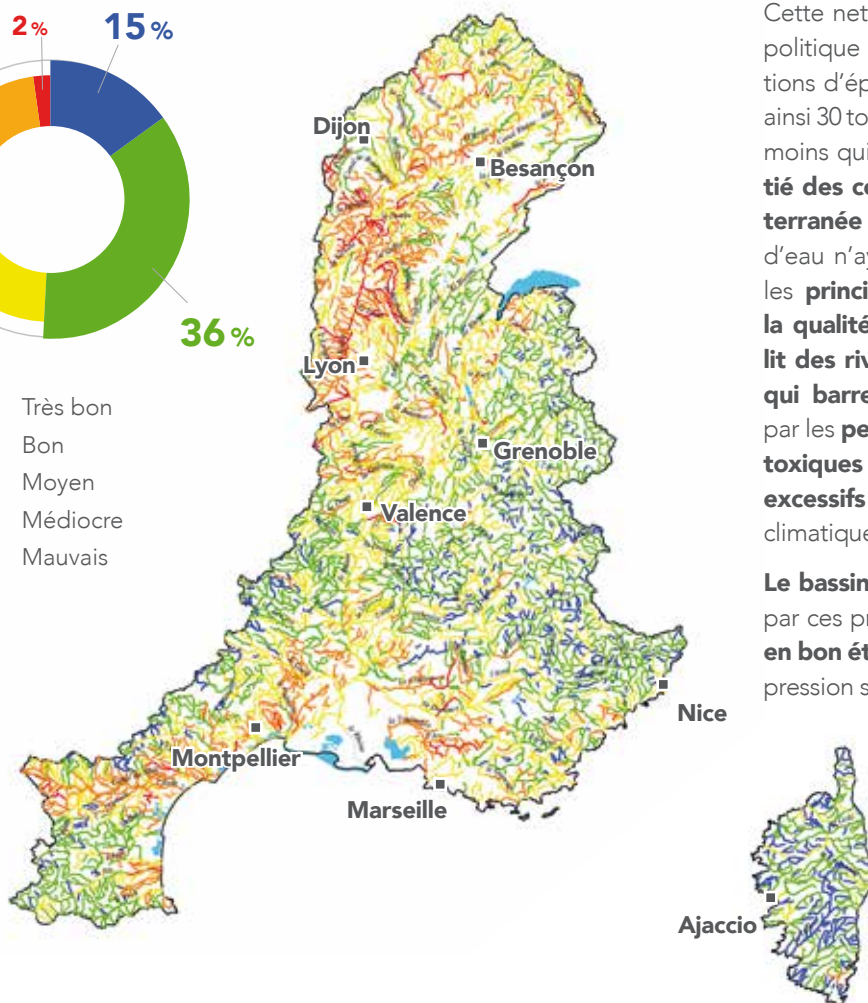 2 %
15 %
36 %
Très bon
Bon
Moyen
Médiocre
Mauvais
Dijon
Besançon
Lyon
Grenoble
Valence
Nice
Montpellier
Marseille
Ajaccio
Cette net
politique
tions d'ép
ainsi 30 to
moins qui
tié des co
terranée
d'eau n'ay
les princi
la qualité
lit des riv
qui barre
par les pe
toxiques
excessifs
climatique
Le bassin
par ces pr
en bon ét
pression s